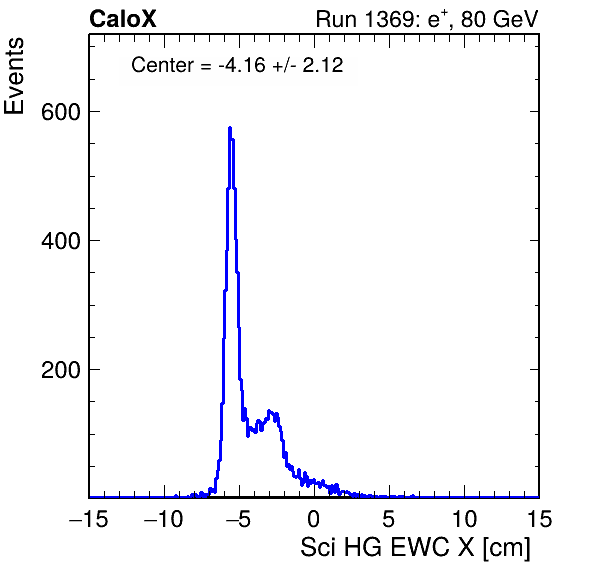 CaloX Run 1369: e⁺, 80 GeV
Center = -4.16 +/- 2.12
Events
600
400
200
−15 −10 −5 0 5 10 15
Sci HG EWC X [cm]